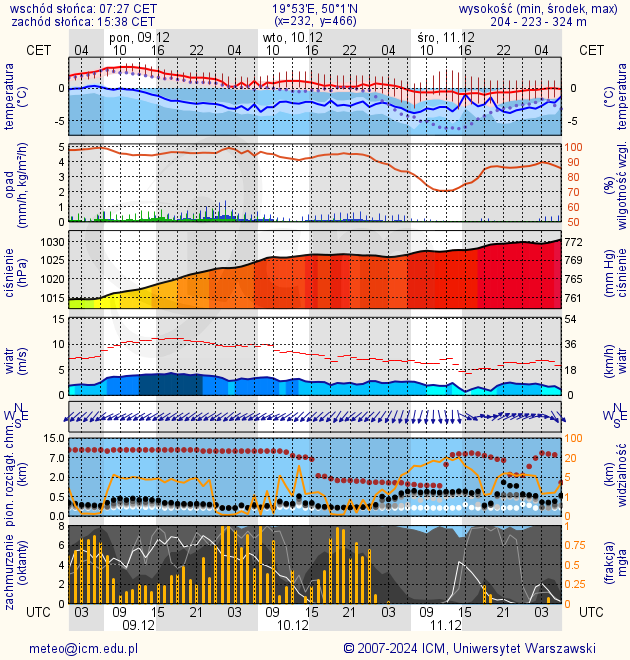 wschód słońca: 07:27 CET 19°53'E, 50°1'N wysokość (min, środek, max)
zachód słońca: 15:38 CET (x=232, y=466) 204 - 223 - 324 m
pon, 09.12 wto, 10.12 śro, 11.12
CET 04 10 16 22 04 10 16 22 04 10 16 22 04 CET
temperatura (°C) 0 -5 0 -5 temperatura (°C)
opad (mm/h, kg/m²/h) 5 4 3 2 1 0 100 90 80 70 60 50 (%) wilgotność wzgl.
ciśnienie (hPa) 1030 1025 1020 1015 772 769 765 761 (mm Hg) ciśnienie
wiatr (m/s) 15 10 5 0 54 36 18 0 (km/h) wiatr
N W E S N W E S
pion. rozciągł. chm. (km) 15.0 7.0 2.0 0.5 0.0 100 20 5 1 0 (km) widzialność
zachmurzenie (oktanty) 8 6 4 2 0 1 0.75 0.5 0.25 0 (frakcja) mgła
UTC 03 09 15 21 03 09 15 21 03 09 15 21 03 UTC
09.12 10.12 11.12
meteo@icm.edu.pl © 2007-2024 ICM, Uniwersytet Warszawski